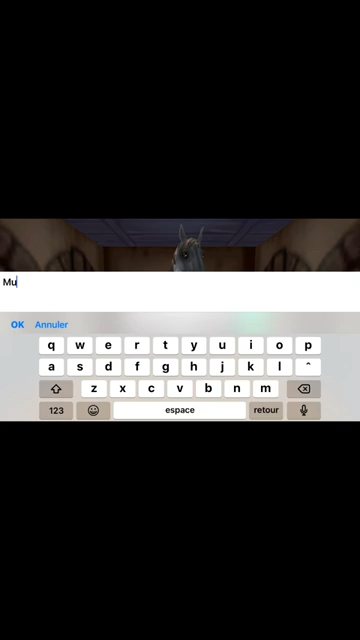 Mu
OK Annuler
q w e r t y u i o p
a s d f g h j k l ^
z x c v b n m
123 espace retour